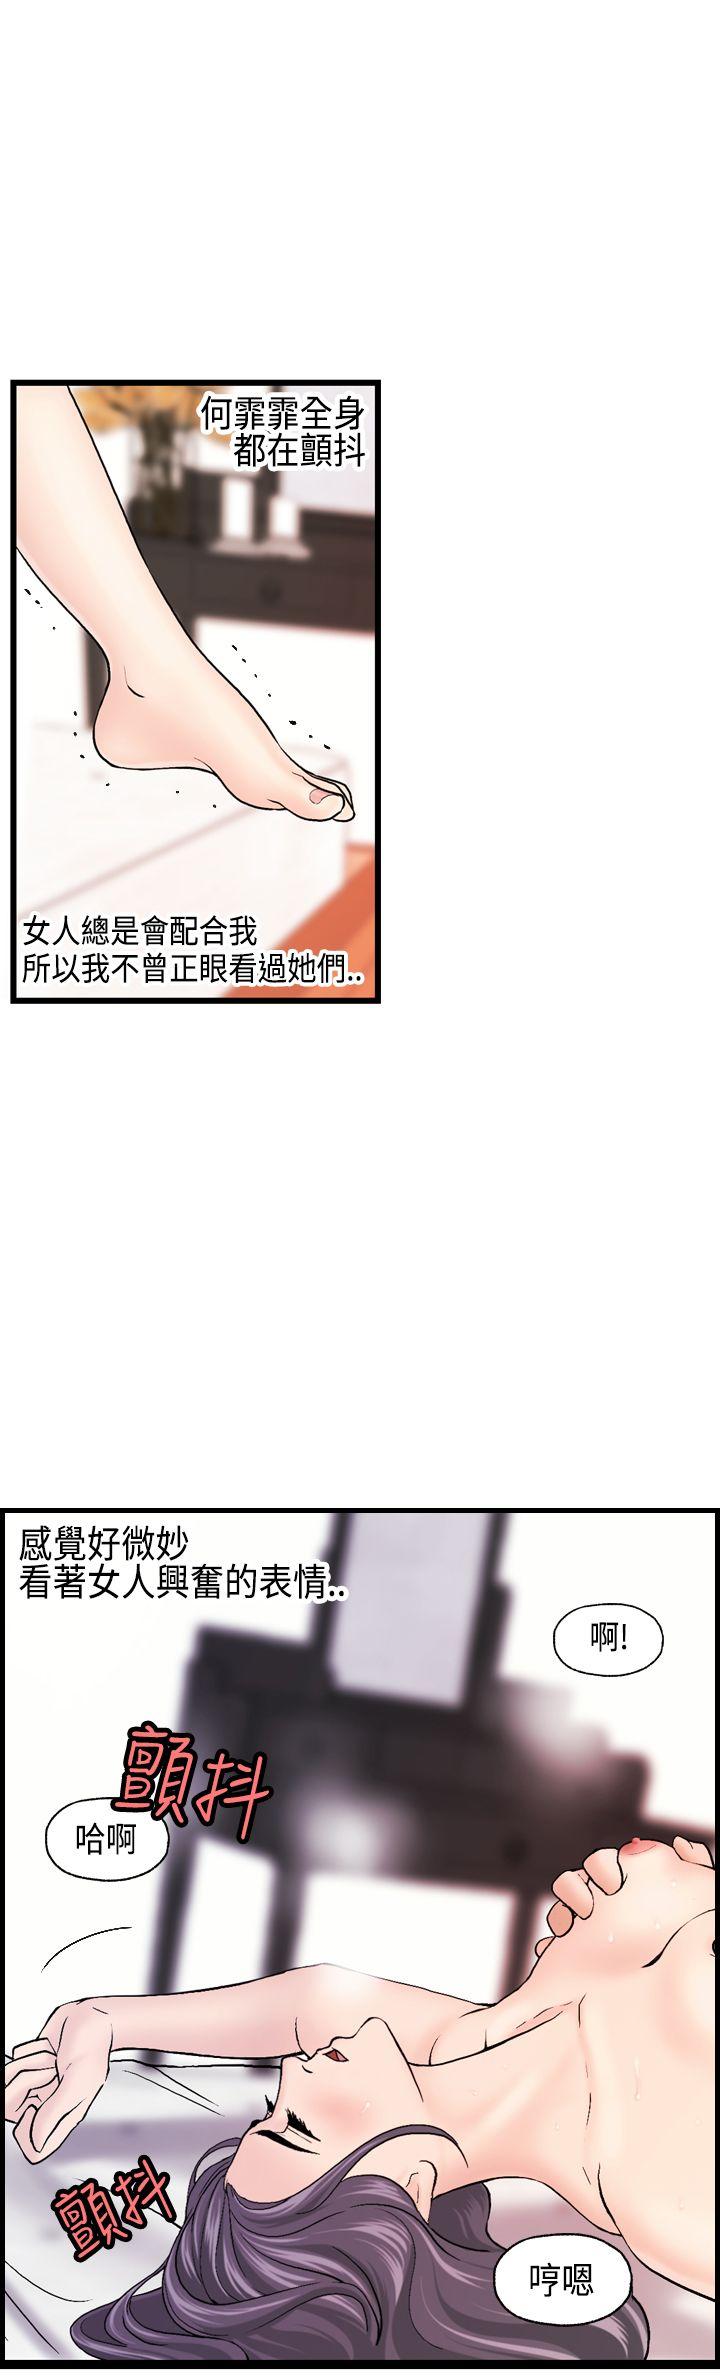 何霏霏全身
都在顫抖
女人總是會配合我
所以我不曾正眼看過她們..
感覺好微妙
看著女人興奮的表情..
啊!
顫抖
哈啊
顫抖
哼嗯